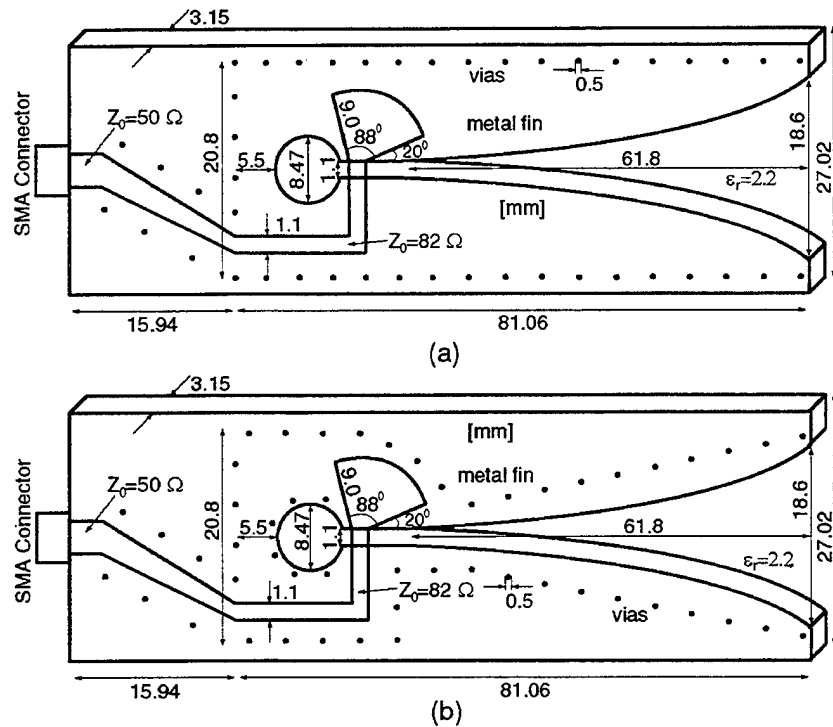 3.15
vias
0.5
Z₀=50 Ω
9.0
88⁰
metal fin
20⁰
SMA Connector
20.8
5.5
8.47
1.1
61.8
18.6
27.02
εᵣ=2.2
[mm]
1.1
Z₀=82 Ω
15.94
81.06
(a)
3.15
[mm]
Z₀=50 Ω
9.0
88⁰
metal fin
20⁰
SMA Connector
20.8
5.5
8.47
1.1
61.8
18.6
27.02
εᵣ=2.2
1.1
Z₀=82 Ω
0.5
vias
15.94
81.06
(b)